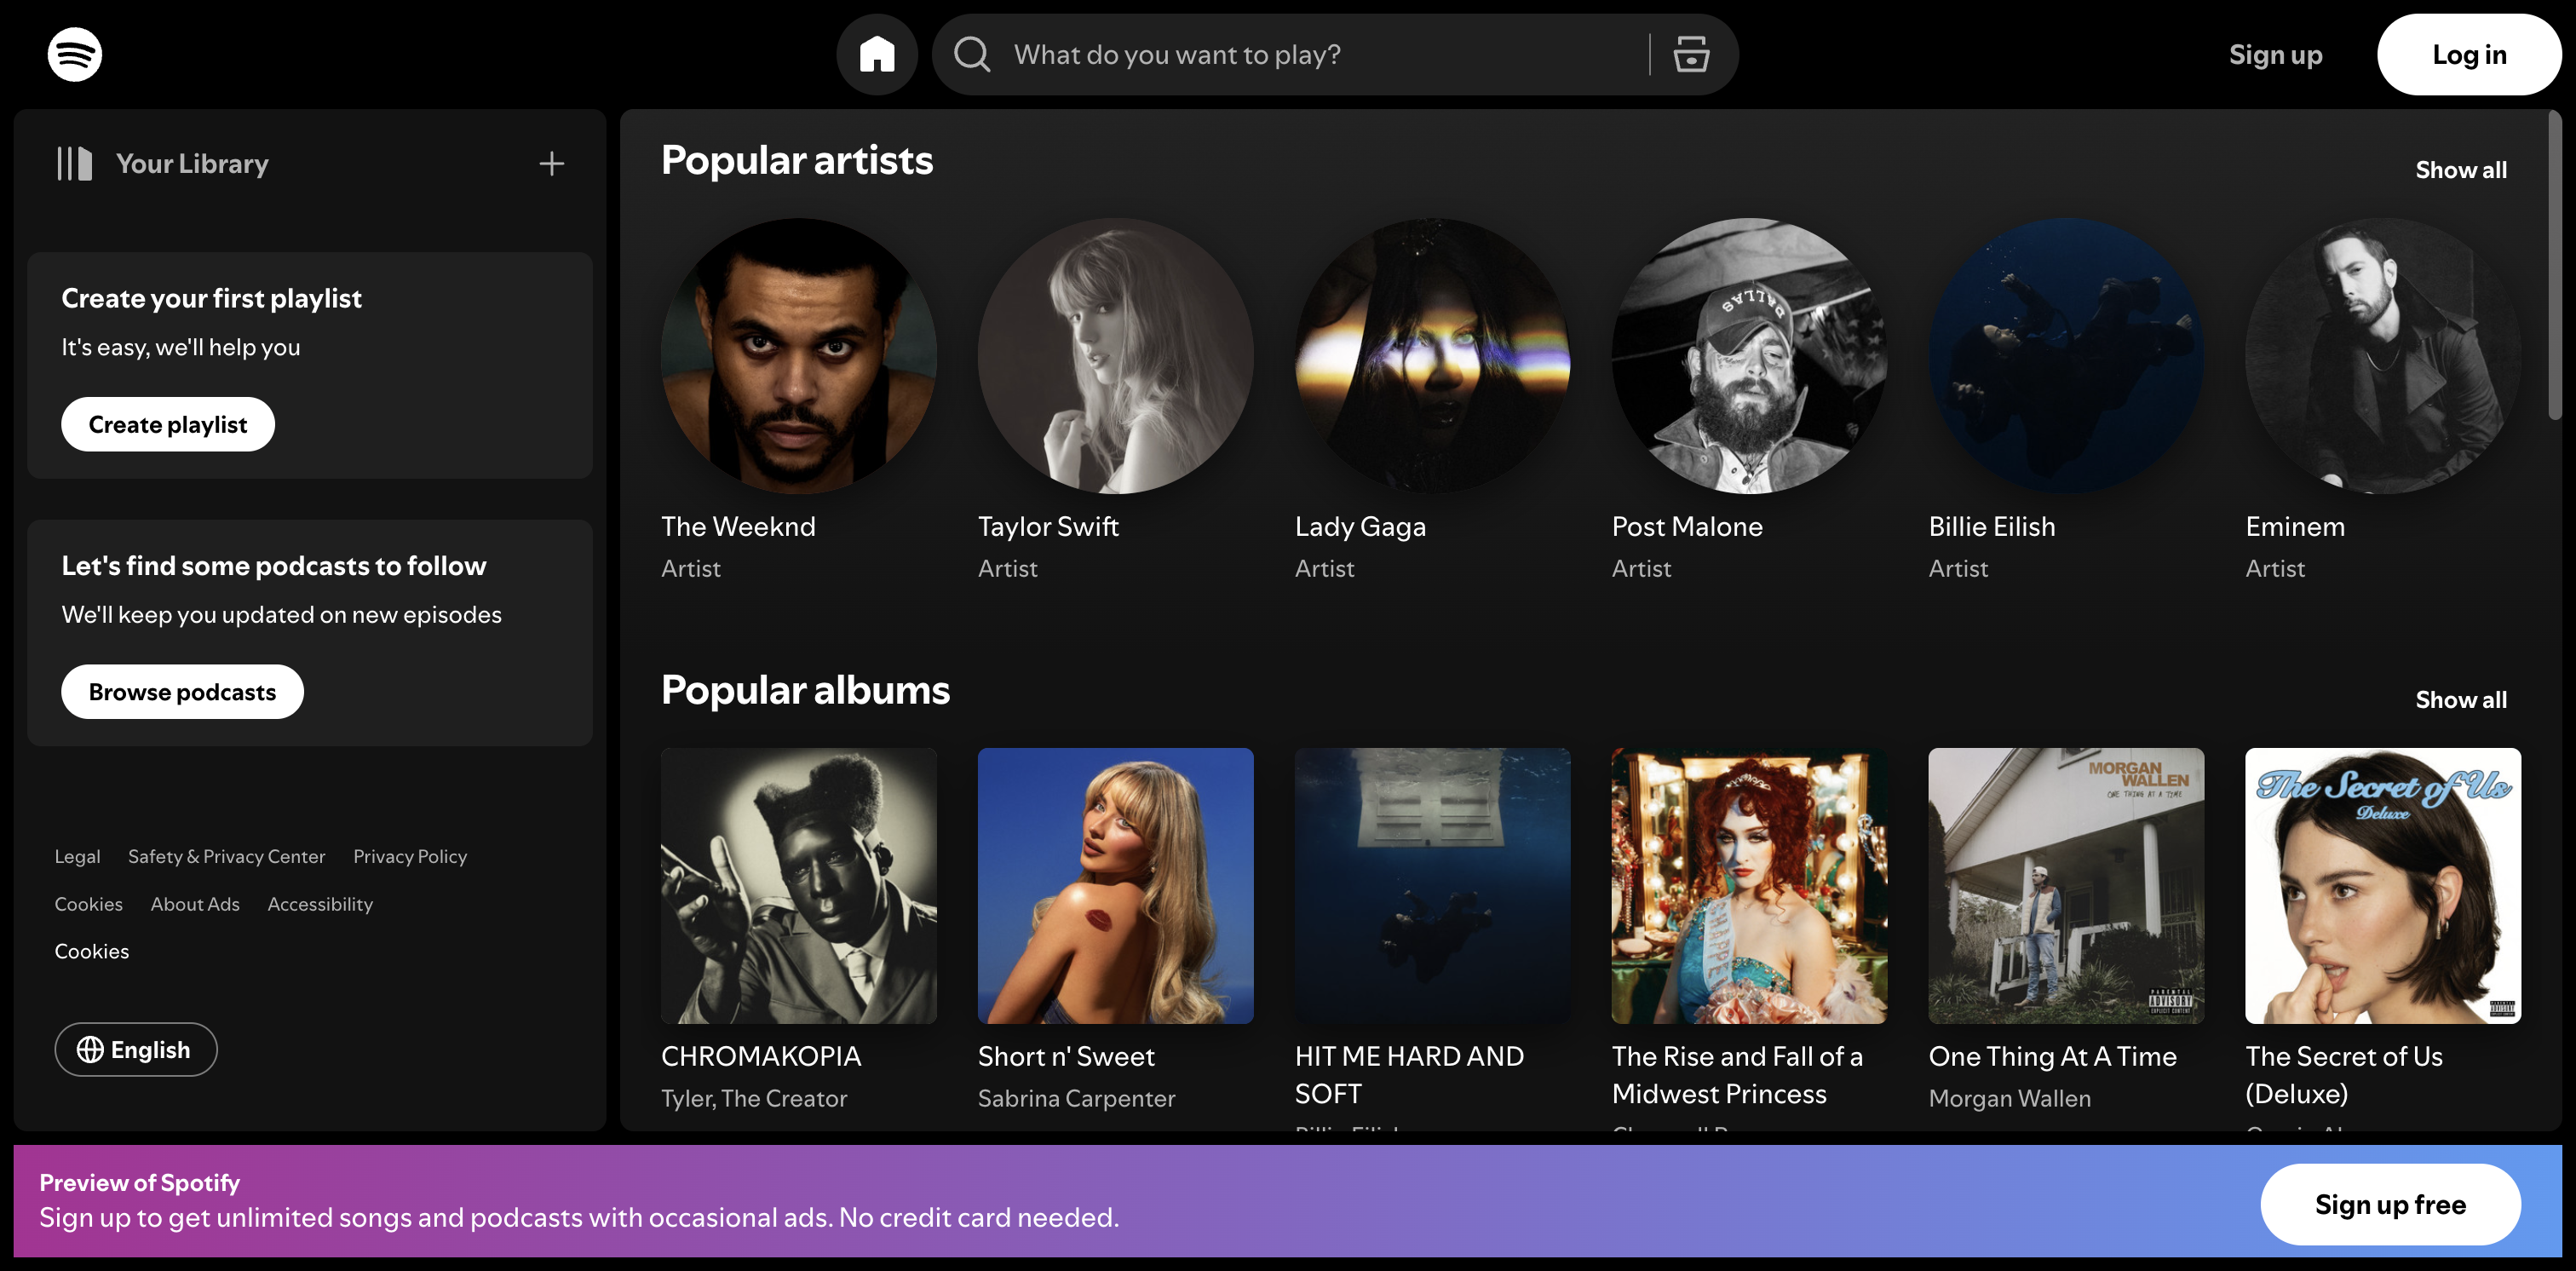 What do you want to play?
Sign up
Log in
Your Library
Create your first playlist
It's easy, we'll help you
Create playlist
Let's find some podcasts to follow
We'll keep you updated on new episodes
Browse podcasts
Legal Safety & Privacy Center Privacy Policy
Cookies About Ads Accessibility
Cookies
English
Popular artists
Show all
DALLAS
The Weeknd
Artist
Taylor Swift
Artist
Lady Gaga
Artist
Post Malone
Artist
Billie Eilish
Artist
Eminem
Artist
Popular albums
Show all
MORGAN
WALLEN
ONE THING AT A TIME
PARENTAL
ADVISORY
EXPLICIT CONTENT
The Secret of Us
Deluxe
CHROMAKOPIA
Tyler, The Creator
Short n' Sweet
Sabrina Carpenter
HIT ME HARD AND
SOFT
The Rise and Fall of a
Midwest Princess
One Thing At A Time
Morgan Wallen
The Secret of Us
(Deluxe)
Preview of Spotify
Sign up to get unlimited songs and podcasts with occasional ads. No credit card needed.
Sign up free